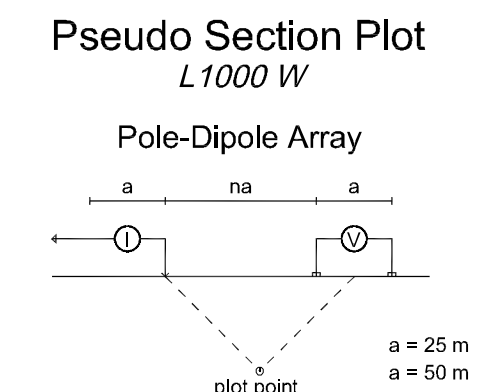 Pseudo Section Plot
L1000 W
Pole-Dipole Array
a na a
I V
a = 25 m
a = 50 m
plot point